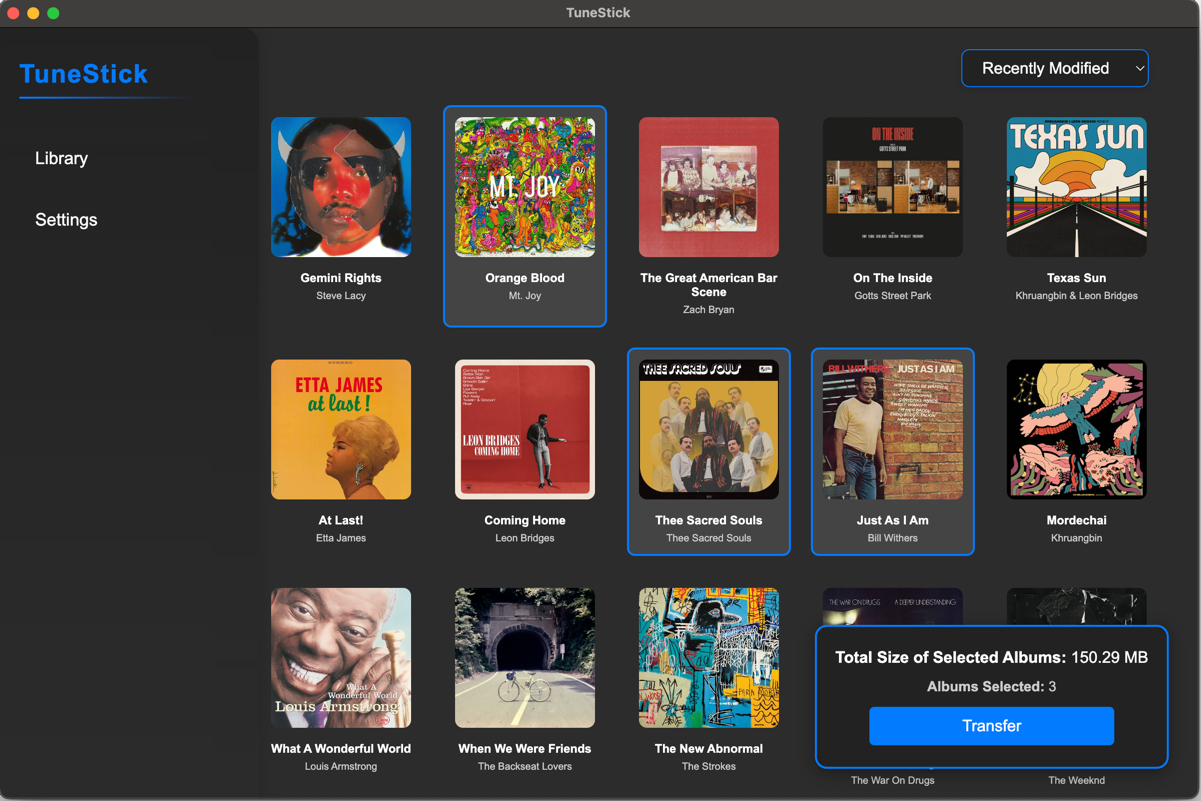 TuneStick
TuneStick
Library
Settings
Recently Modified
MT. JOY
ON THE INSIDE
GOTTS STREET PARK
TEXAS SUN
Gemini Rights
Steve Lacy
Orange Blood
Mt. Joy
The Great American Bar
Scene
Zach Bryan
On The Inside
Gotts Street Park
Texas Sun
Khruangbin & Leon Bridges
ETTA JAMES
at last!
LEON BRIDGES
COMING HOME
THEE SACRED SOULS
BILL WITHERS JUST AS I AM
At Last!
Etta James
Coming Home
Leon Bridges
Thee Sacred Souls
Thee Sacred Souls
Just As I Am
Bill Withers
Mordechai
Khruangbin
What A
Wonderful World
Louis Armstrong
THE WAR ON DRUGS A DEEPER UNDERSTANDING
What A Wonderful World
Louis Armstrong
When We Were Friends
The Backseat Lovers
The New Abnormal
The Strokes
The War On Drugs
The Weeknd
Total Size of Selected Albums: 150.29 MB
Albums Selected: 3
Transfer